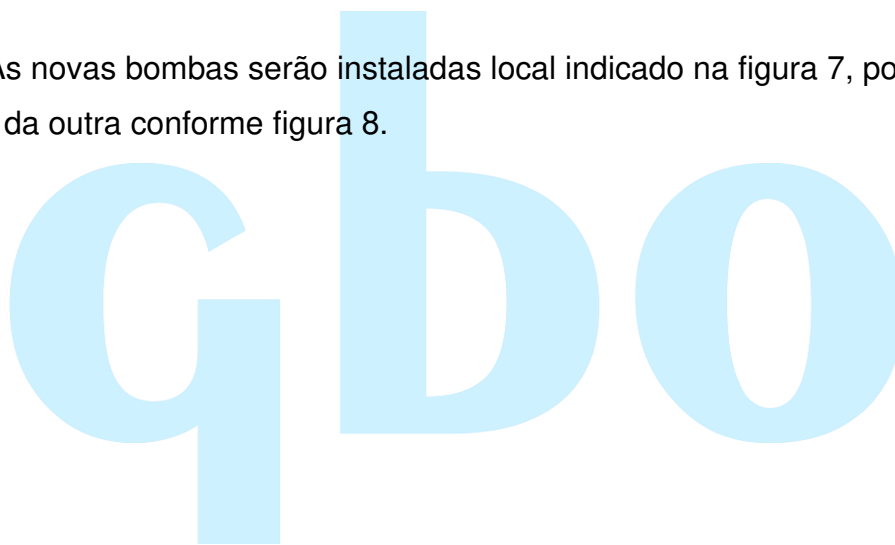 As novas bombas serão instaladas local indicado na figura 7, po
da outra conforme figura 8.
qbo